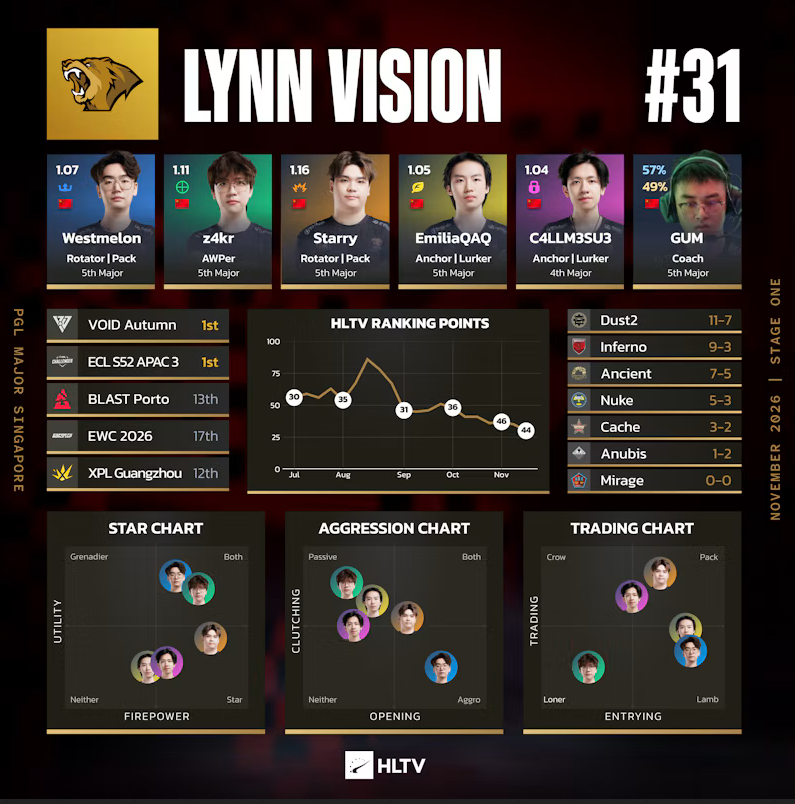 LYNN VISION
#31
1.07
Westmelon
Rotator | Pack
5th Major
1.11
z4kr
AWPer
5th Major
1.16
Starry
Rotator | Pack
5th Major
1.05
EmiliaQAQ
Anchor | Lurker
5th Major
1.04
C4LLM3SU3
Anchor | Lurker
4th Major
57%
49%
GUM
Coach
5th Major
PGL MAJOR SINGAPORE
VOID Autumn 1st
ECL S52 APAC 3 1st
BLAST Porto 13th
EWC 2026 17th
XPL Guangzhou 12th
HLTV RANKING POINTS
100
75
50
25
0
30
35
31
36
46
44
Jul Aug Sep Oct Nov
Dust2 11-7
Inferno 9-3
Ancient 7-5
Nuke 5-3
Cache 3-2
Anubis 1-2
Mirage 0-0
NOVEMBER 2026 | STAGE ONE
STAR CHART
Grenadier Both
UTILITY
Neither Star
FIREPOWER
AGGRESSION CHART
Passive Both
CLUTCHING
Neither Aggro
OPENING
TRADING CHART
Crow Pack
TRADING
Loner Lamb
ENTRYING
HLTV